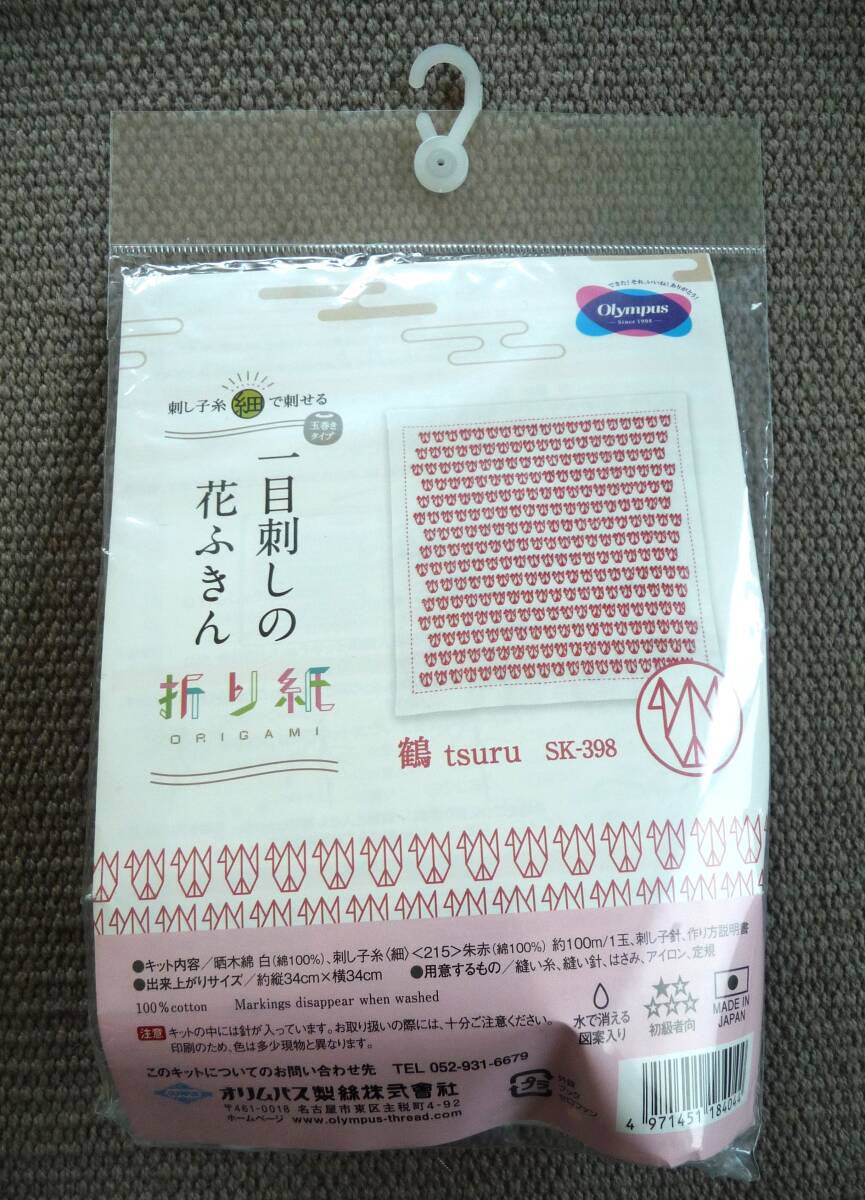 できた！それ、いいね！ありがとう！
Olympus
Since 1908
刺し子糸 細 で刺せる
玉巻き
タイプ
一目刺しの
花ふきん
折り紙
ORIGAMI
鶴 tsuru SK-398
●キット内容／晒木綿 白（綿100％）、刺し子糸〈細〉＜215＞朱赤（綿100％） 約100m/1玉、刺し子針、作り方説明書
●出来上がりサイズ／約縦34cm×横34cm ●用意するもの／縫い糸、縫い針、はさみ、アイロン、定規
100%cotton Markings disappear when washed
注意 キットの中には針が入っています。お取り扱いの際には、十分ご注意ください。
印刷のため、色は多少現物と異なります。
水で消える
図案入り
初級者向
MADE IN
JAPAN
このキットについてのお問い合わせ先 TEL 052-931-6679
オリムパス製絲株式會社
〒461-0018 名古屋市東区主税町4-92
ホームページ www.olympus-thread.com
プラ
外袋
フック
4 971451 184044